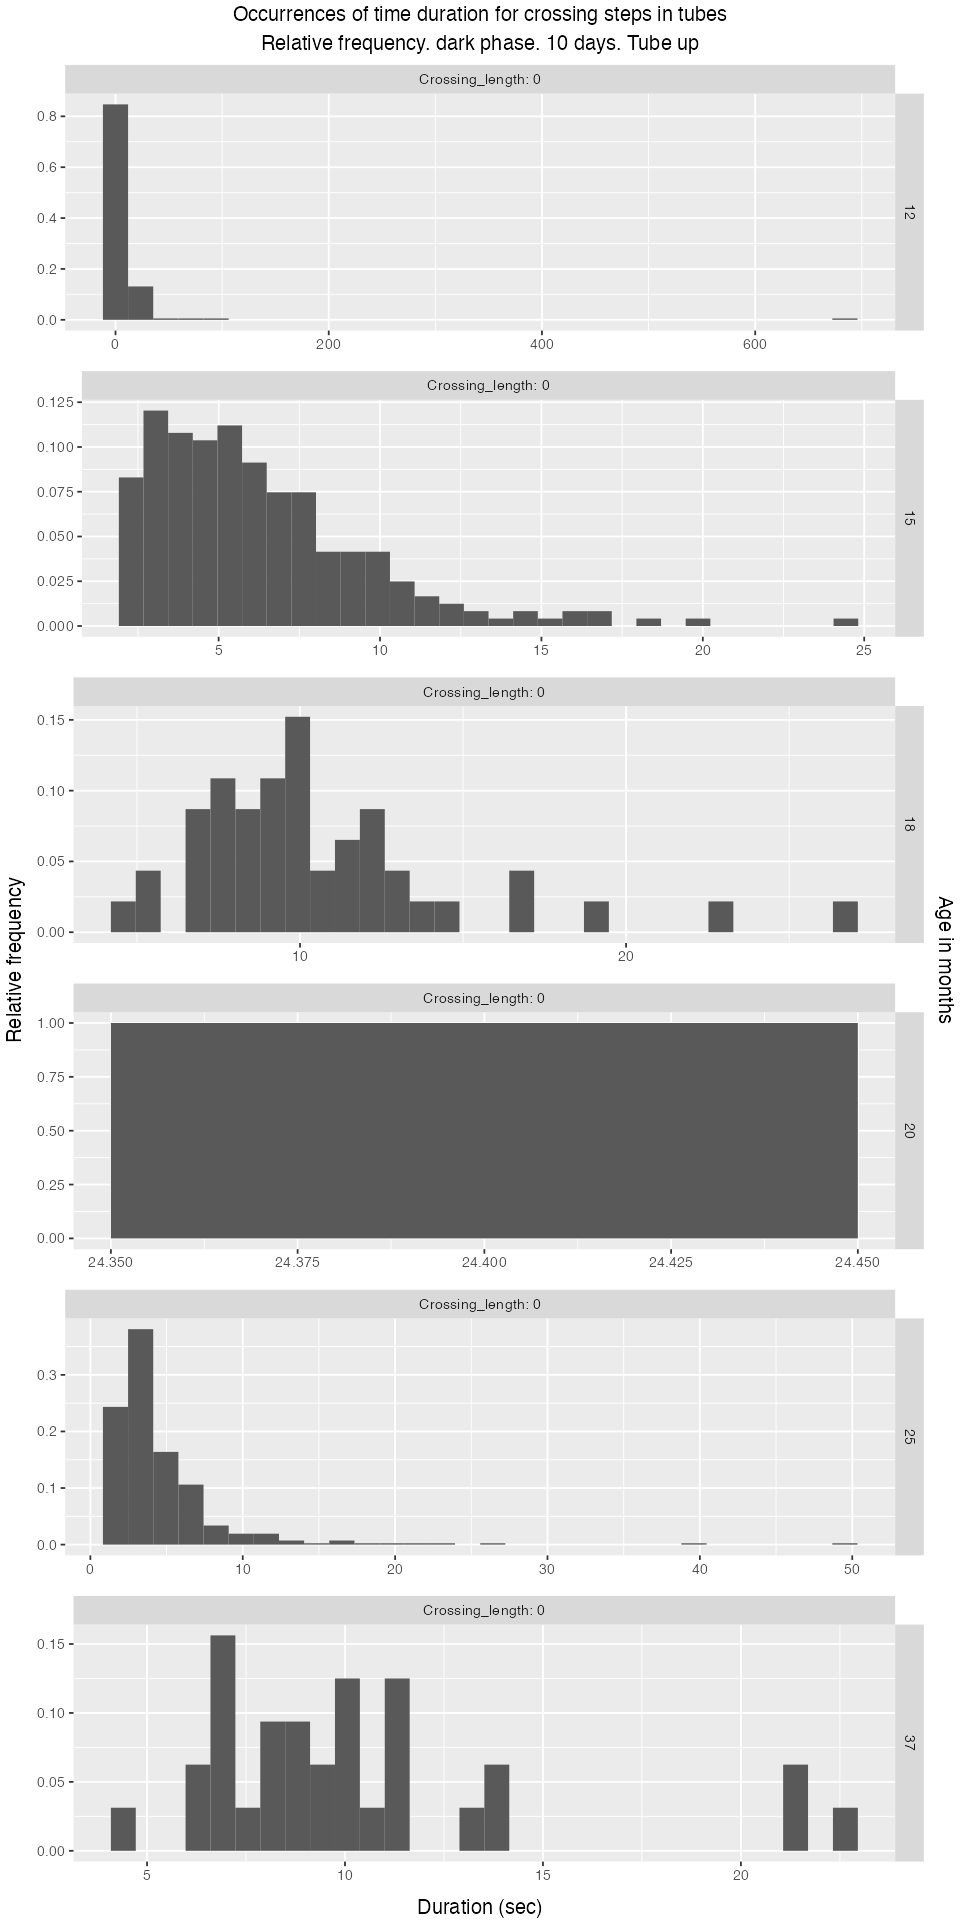 Occurrences of time duration for crossing steps in tubes
Relative frequency. dark phase. 10 days. Tube up
Crossing_length: 0
0.8
0.6
0.4
0.2
0.0
12
0 200 400 600
Crossing_length: 0
0.125
0.100
0.075
0.050
0.025
0.000
15
5 10 15 20 25
Crossing_length: 0
0.15
0.10
0.05
0.00
18
10 20
Relative frequency
Age in months
Crossing_length: 0
1.00
0.75
0.50
0.25
0.00
20
24.350 24.375 24.400 24.425 24.450
Crossing_length: 0
0.3
0.2
0.1
0.0
25
0 10 20 30 40 50
Crossing_length: 0
0.15
0.10
0.05
0.00
37
5 10 15 20
Duration (sec)